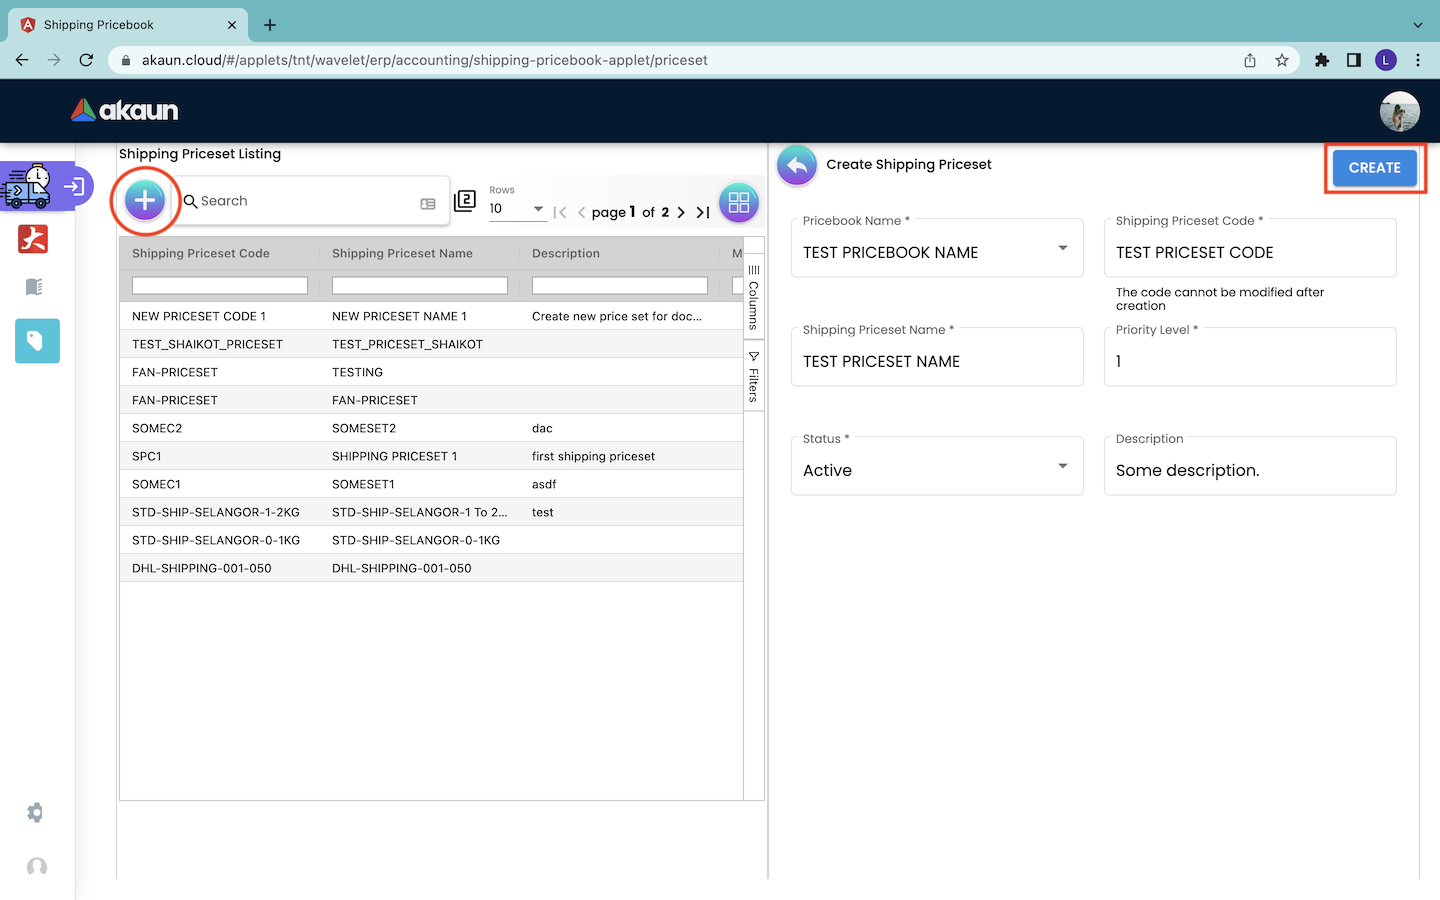 Shipping Pricebook
akaun.cloud/#/applets/tnt/wavelet/erp/accounting/shipping-pricebook-applet/priceset
L
akaun
Shipping Priceset Listing
Search
2
Rows
10
page 1 of 2
Shipping Priceset Code Shipping Priceset Name Description M
NEW PRICESET CODE 1 NEW PRICESET NAME 1 Create new price set for doc...
TEST_SHAIKOT_PRICESET TEST_PRICESET_SHAIKOT
FAN-PRICESET TESTING
FAN-PRICESET FAN-PRICESET
SOMEC2 SOMESET2 dac
SPC1 SHIPPING PRICESET 1 first shipping priceset
SOMEC1 SOMESET1 asdf
STD-SHIP-SELANGOR-1-2KG STD-SHIP-SELANGOR-1 To 2... test
STD-SHIP-SELANGOR-0-1KG STD-SHIP-SELANGOR-0-1KG
DHL-SHIPPING-001-050 DHL-SHIPPING-001-050
Columns
Filters
Create Shipping Priceset
CREATE
Pricebook Name *
TEST PRICEBOOK NAME
Shipping Priceset Code *
TEST PRICESET CODE
The code cannot be modified after
creation
Shipping Priceset Name *
TEST PRICESET NAME
Priority Level *
1
Status *
Active
Description
Some description.